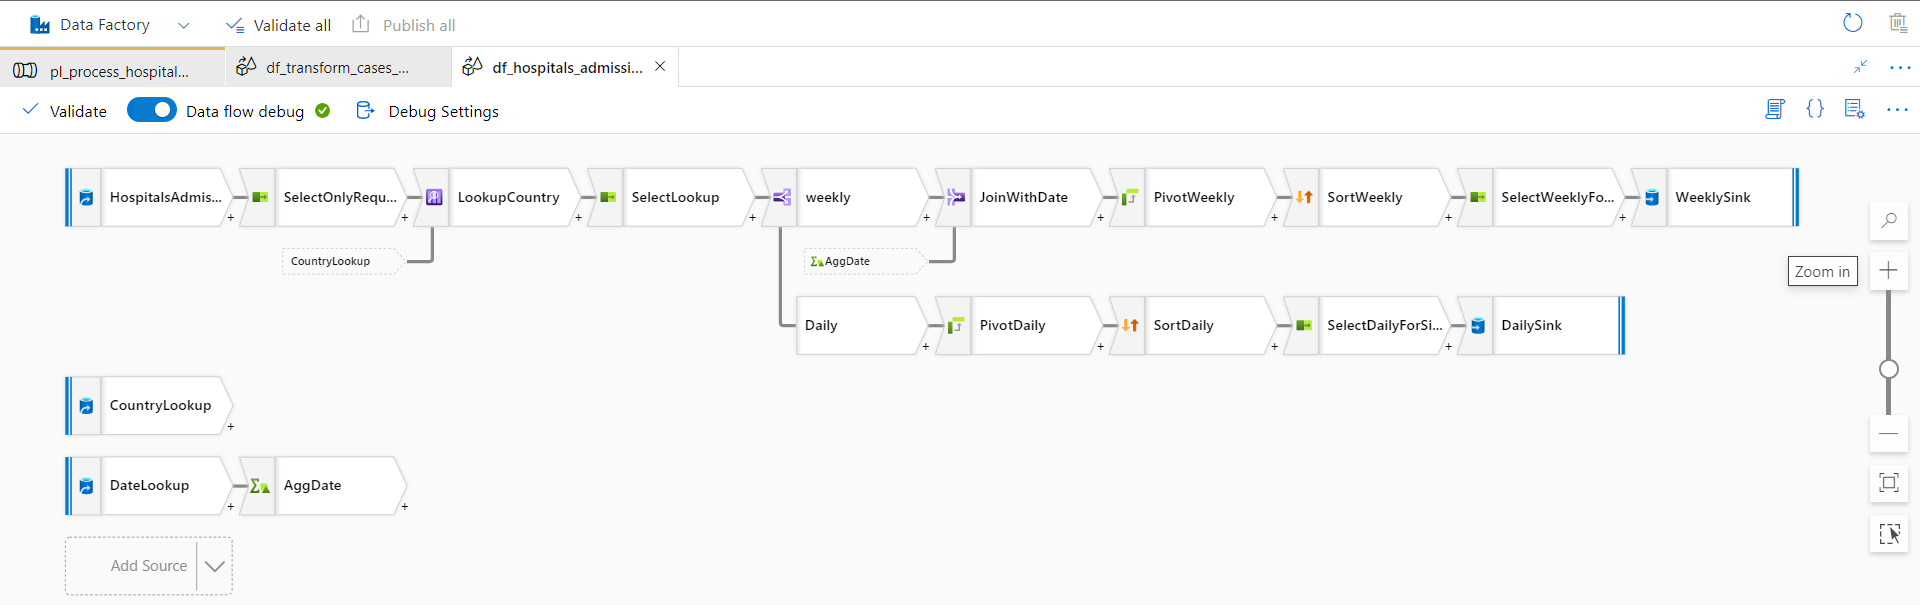 Data Factory
Validate all
Publish all
pl_process_hospital...
df_transform_cases_...
df_hospitals_admissi...
Validate
Data flow debug
Debug Settings
HospitalsAdmis...
+
SelectOnlyRequ...
+
LookupCountry
+
SelectLookup
+
weekly
+
JoinWithDate
+
PivotWeekly
+
SortWeekly
+
SelectWeeklyFo...
+
WeeklySink
CountryLookup
AggDate
Zoom in
Daily
+
PivotDaily
+
SortDaily
+
SelectDailyForSi...
+
DailySink
CountryLookup
+
DateLookup
+
AggDate
+
Add Source